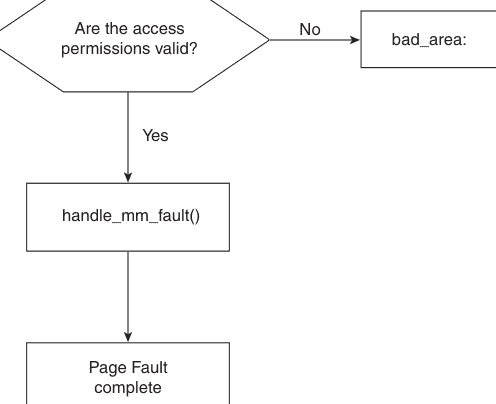 Are the access
permissions valid?
No
bad_area:
Yes
handle_mm_fault()
Page Fault
complete